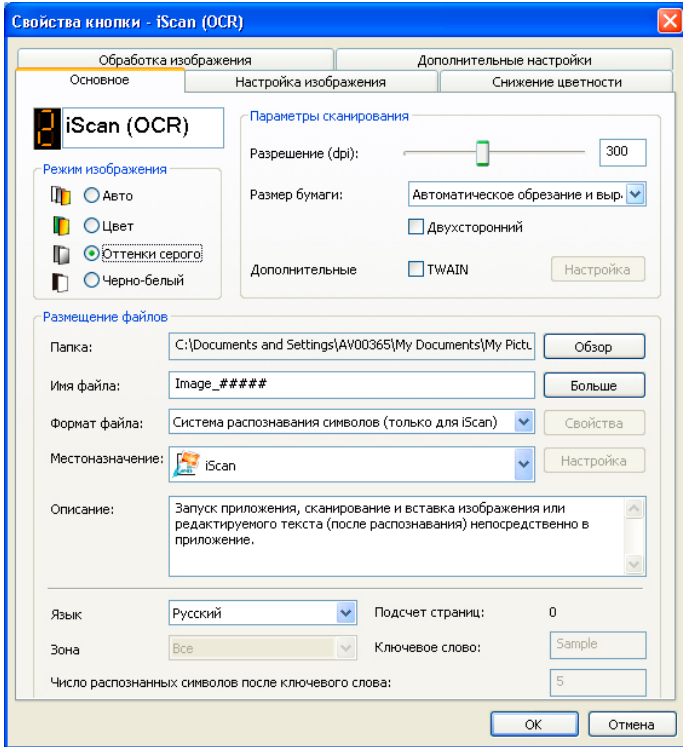 Свойства кнопки - iScan (OCR)
Обработка изображения Дополнительные настройки
Основное Настройка изображения Снижение цветности
2 iScan (OCR)
Параметры сканирования
Разрешение (dpi): 300
Режим изображения
Авто
Размер бумаги: Автоматическое обрезание и выр.
Цвет
Двухсторонний
Оттенки серого
Дополнительные TWAIN Настройка
Черно-белый
Размещение файлов
Папка: C:\Documents and Settings\AV00365\My Documents\My Pictu Обзор
Имя файла: Image_##### Больше
Формат файла: Система распознавания символов (только для iScan) Свойства
Местоназначение: iScan Настройка
Описание: Запуск приложения, сканирование и вставка изображения или
редактируемого текста (после распознавания) непосредственно в
приложение.
Язык Русский Подсчет страниц: 0
Зона Все Ключевое слово: Sample
Число распознанных символов после ключевого слова: 5
OK Отмена